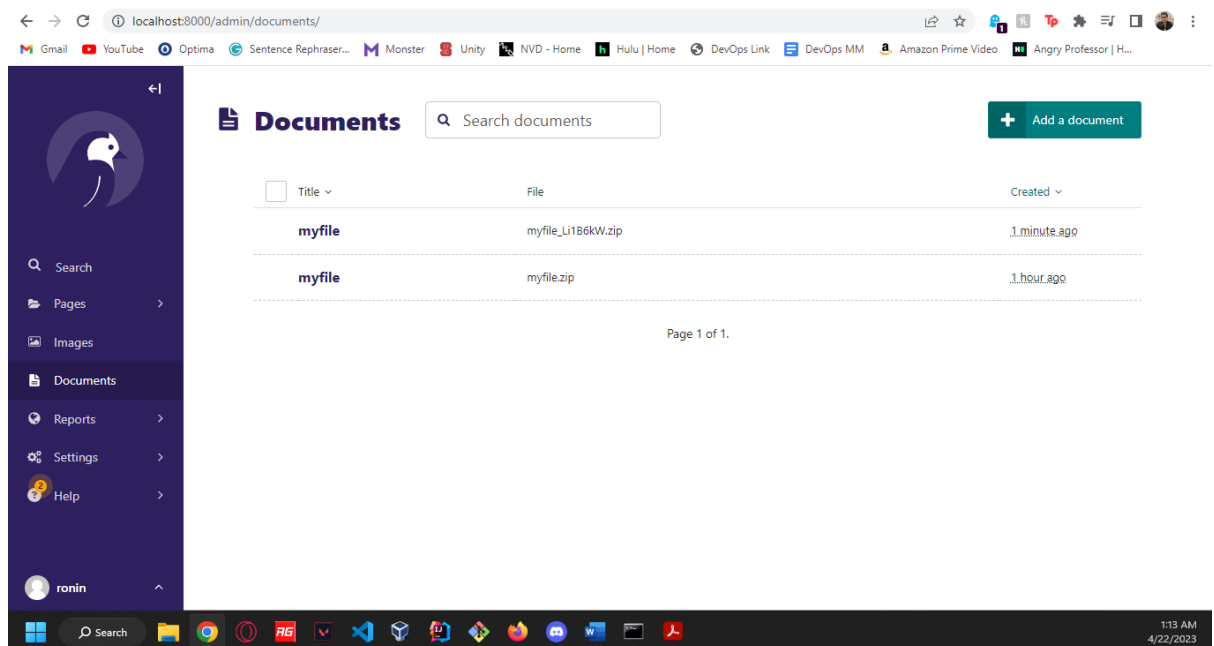 localhost:8000/admin/documents/
1
Tp
Gmail YouTube Optima Sentence Rephraser... Monster Unity NVD - Home h Hulu | Home DevOps Link DevOps MM a Amazon Prime Video Angry Professor | H...
Documents
Search documents
Add a document
Title File Created
myfile myfile_Li1B6kW.zip 1 minute ago
myfile myfile.zip 1 hour ago
Page 1 of 1.
Search
Pages
Images
Documents
Reports
Settings
2
Help
ronin
Search
1:13 AM
4/22/2023